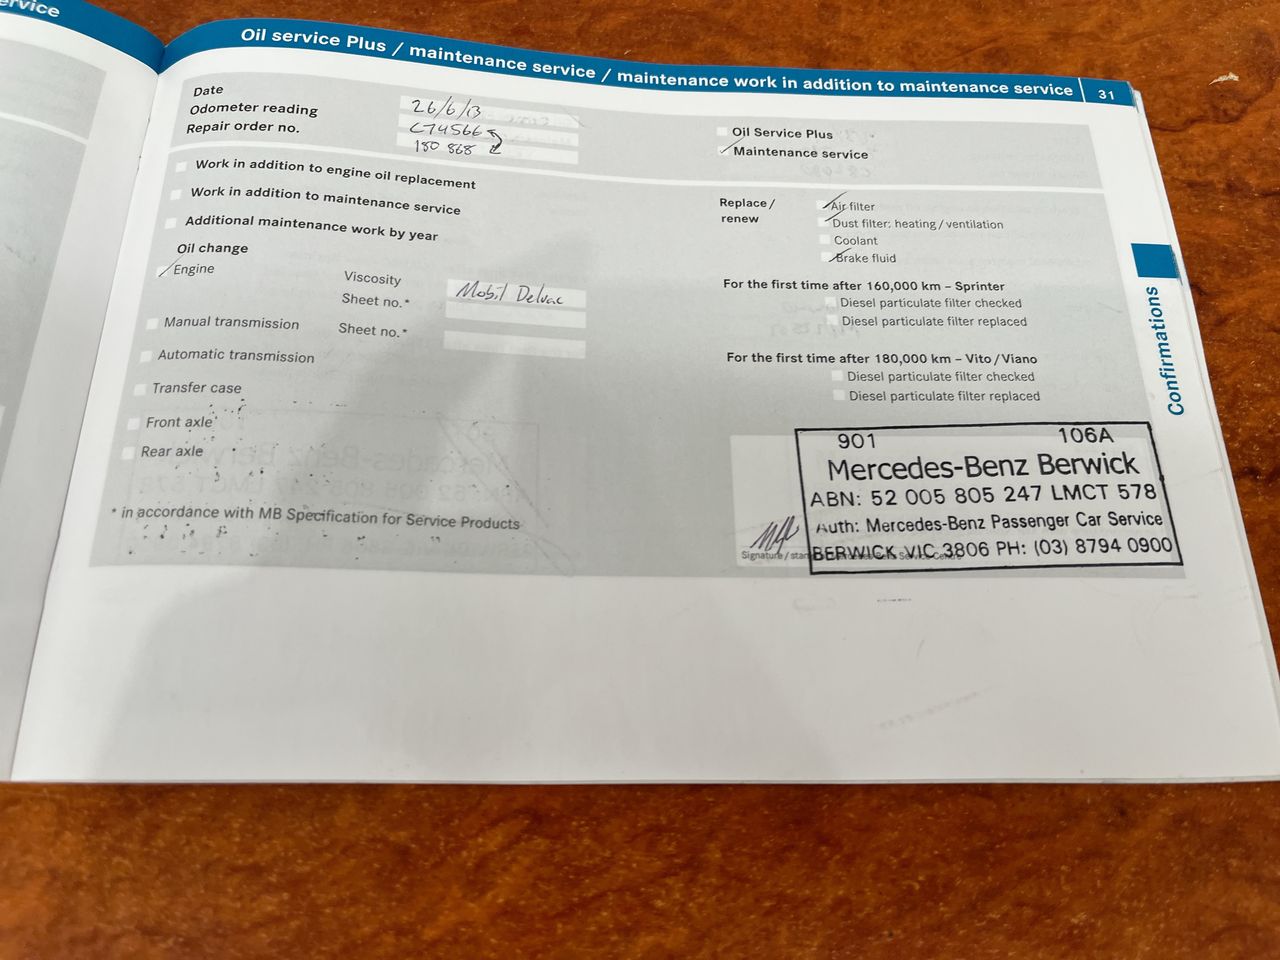 ervice
Oil service Plus / maintenance service / maintenance work in addition to maintenance service 31
Date 26/6/13
Odometer reading C74566
Repair order no. 180 868
Oil Service Plus
Maintenance service
Work in addition to engine oil replacement
Work in addition to maintenance service
Additional maintenance work by year
Oil change
Engine
Viscosity Mobil Delvac
Sheet no.*
Manual transmission Sheet no.*
Automatic transmission
Transfer case
Front axle
Rear axle
* in accordance with MB Specification for Service Products
Replace /
renew
Air filter
Dust filter: heating / ventilation
Coolant
Brake fluid
For the first time after 160,000 km – Sprinter
Diesel particulate filter checked
Diesel particulate filter replaced
For the first time after 180,000 km – Vito / Viano
Diesel particulate filter checked
Diesel particulate filter replaced
901 106A
Mercedes-Benz Berwick
ABN: 52 005 805 247 LMCT 578
Auth: Mercedes-Benz Passenger Car Service
BERWICK VIC 3806 PH: (03) 8794 0900
Signature / stam
Confirmations